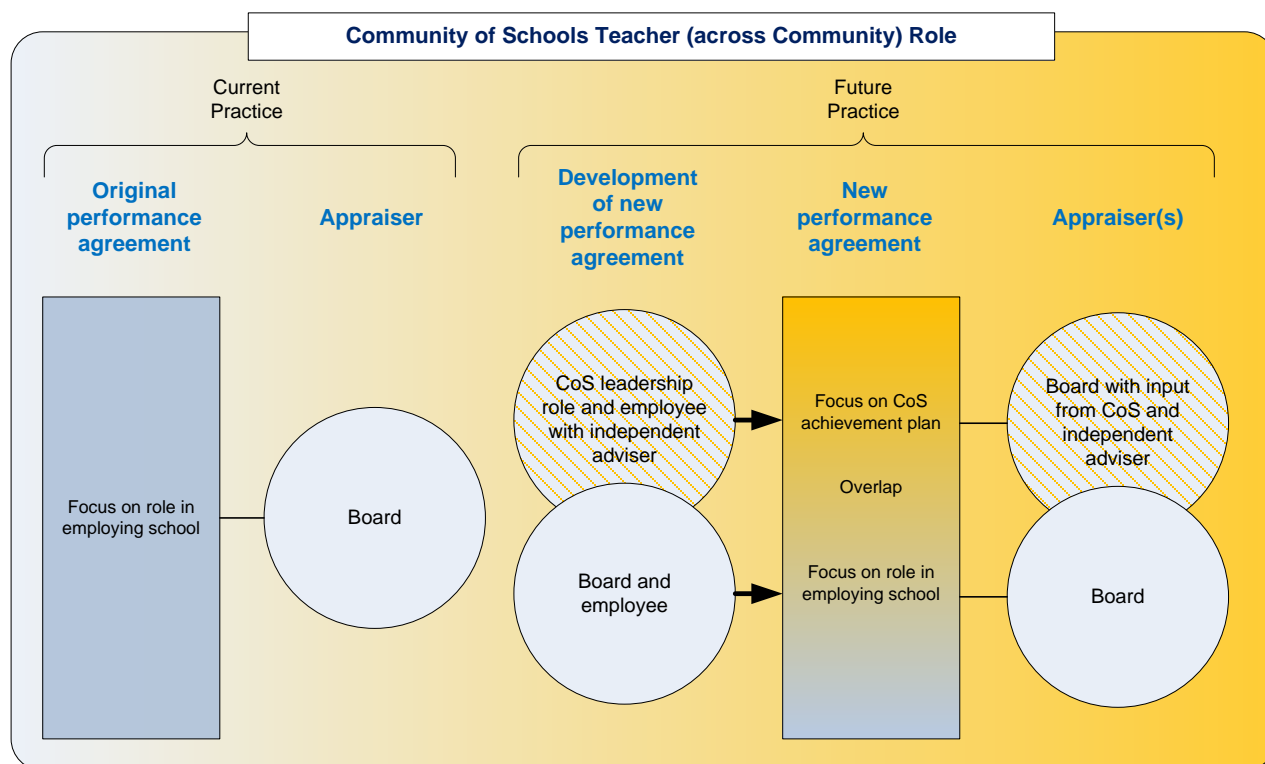 Community of Schools Teacher (across Community) Role
Current
Practice
Future
Practice
Original
performance
agreement
Appraiser
Development
of new
performance
agreement
New
performance
agreement
Appraiser(s)
Focus on role in
employing school
Board
CoS leadership
role and employee
with independent
adviser
Board and
employee
Focus on CoS
achievement plan
Overlap
Focus on role in
employing school
Board with input
from CoS and
independent
adviser
Board